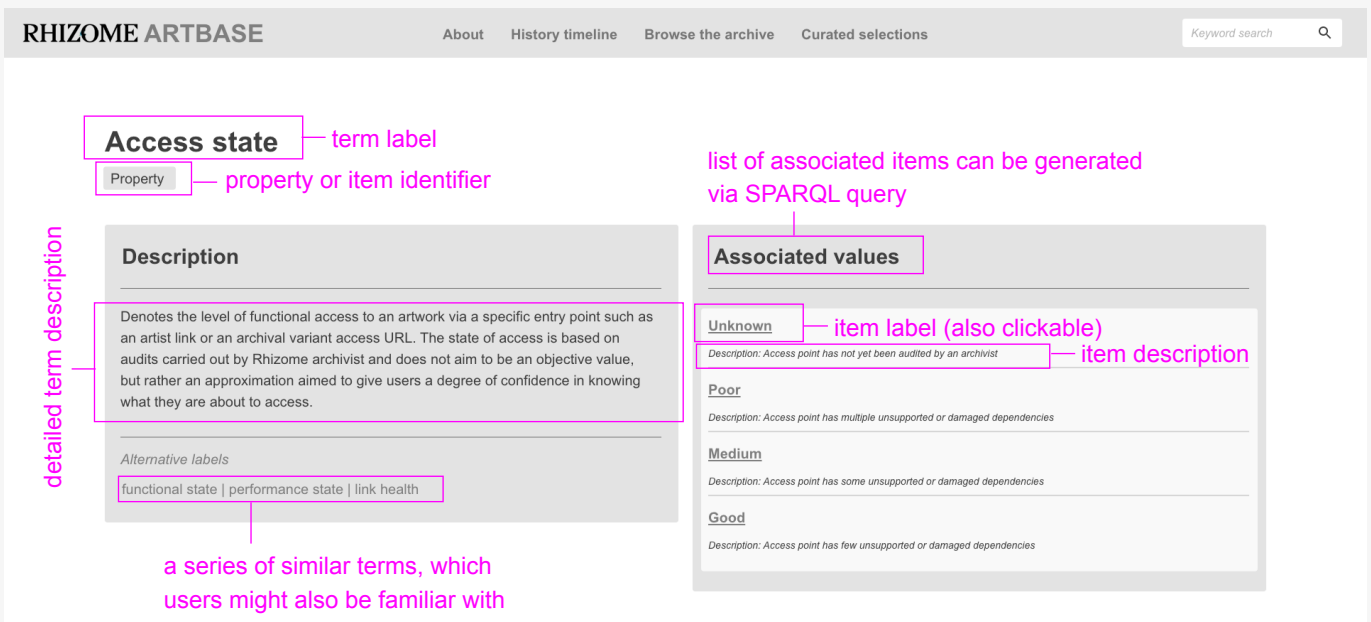 RHIZOME ARTBASE
About History timeline Browse the archive Curated selections
Keyword search
Access state
term label
Property
property or item identifier
list of associated items can be generated
via SPARQL query
detailed term description
Description
Denotes the level of functional access to an artwork via a specific entry point such as
an artist link or an archival variant access URL. The state of access is based on
audits carried out by Rhizome archivist and does not aim to be an objective value,
but rather an approximation aimed to give users a degree of confidence in knowing
what they are about to access.
Alternative labels
functional state | performance state | link health
a series of similar terms, which
users might also be familiar with
Associated values
Unknown
item label (also clickable)
Description: Access point has not yet been audited by an archivist
item description
Poor
Description: Access point has multiple unsupported or damaged dependencies
Medium
Description: Access point has some unsupported or damaged dependencies
Good
Description: Access point has few unsupported or damaged dependencies